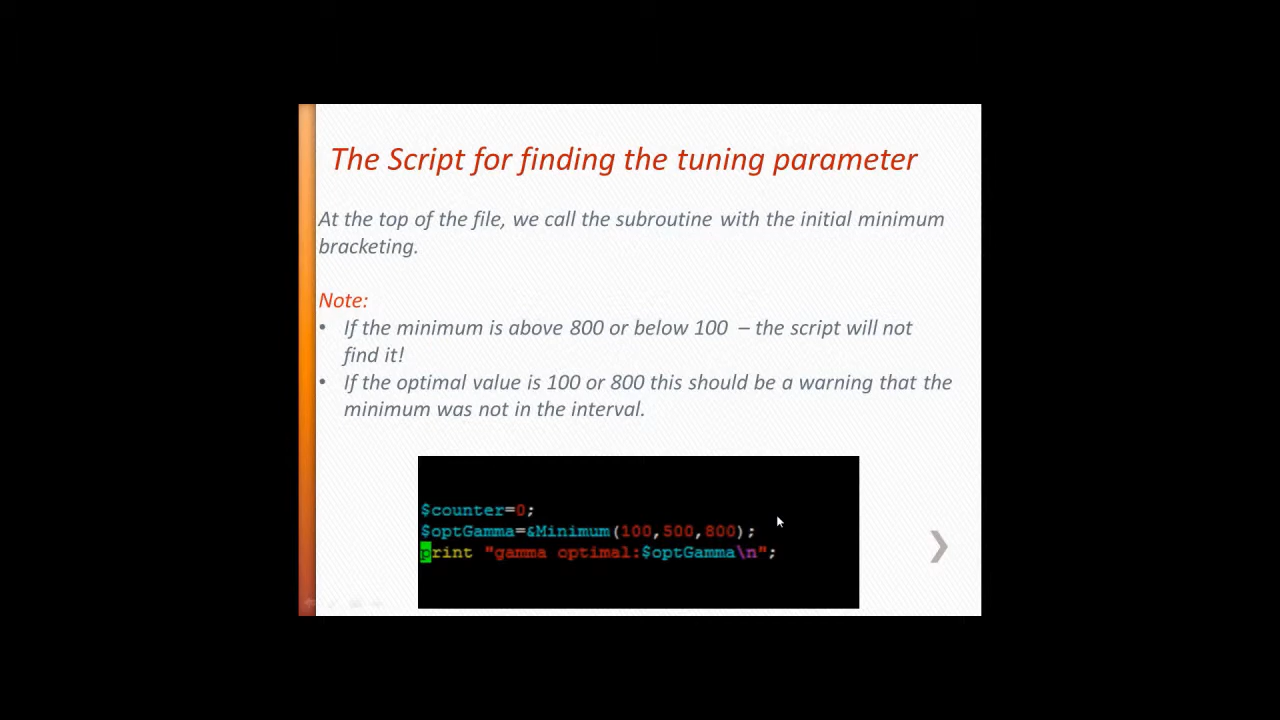 The Script for finding the tuning parameter
At the top of the file, we call the subroutine with the initial minimum
bracketing.
Note:
• If the minimum is above 800 or below 100 – the script will not
find it!
• If the optimal value is 100 or 800 this should be a warning that the
minimum was not in the interval.
$counter=0;
$optGamma=&Minimum(100,500,800);
print "gamma optimal:$optGamma\n";